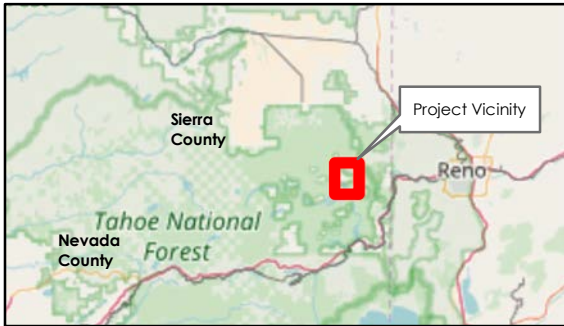 Sierra
County
Project Vicinity
Reno
Tahoe National
Forest
Nevada
County